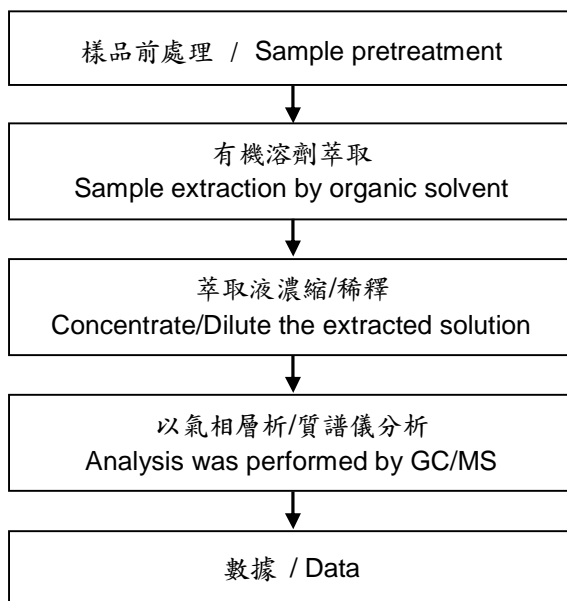 樣品前處理 / Sample pretreatment
有機溶劑萃取
Sample extraction by organic solvent
萃取液濃縮/稀釋
Concentrate/Dilute the extracted solution
以氣相層析/質譜儀分析
Analysis was performed by GC/MS
數據 / Data